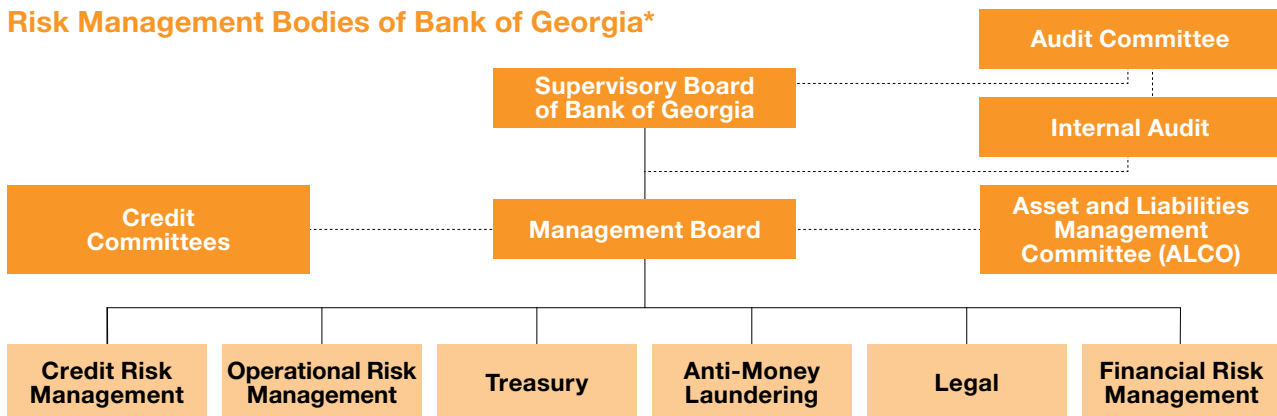 Risk Management Bodies of Bank of Georgia*
Audit Committee
Supervisory Board
of Bank of Georgia
Internal Audit
Credit
Committees
Management Board
Asset and Liabilities
Management
Committee (ALCO)
Credit Risk
Management
Operational Risk
Management
Treasury
Anti-Money
Laundering
Legal
Financial Risk
Management